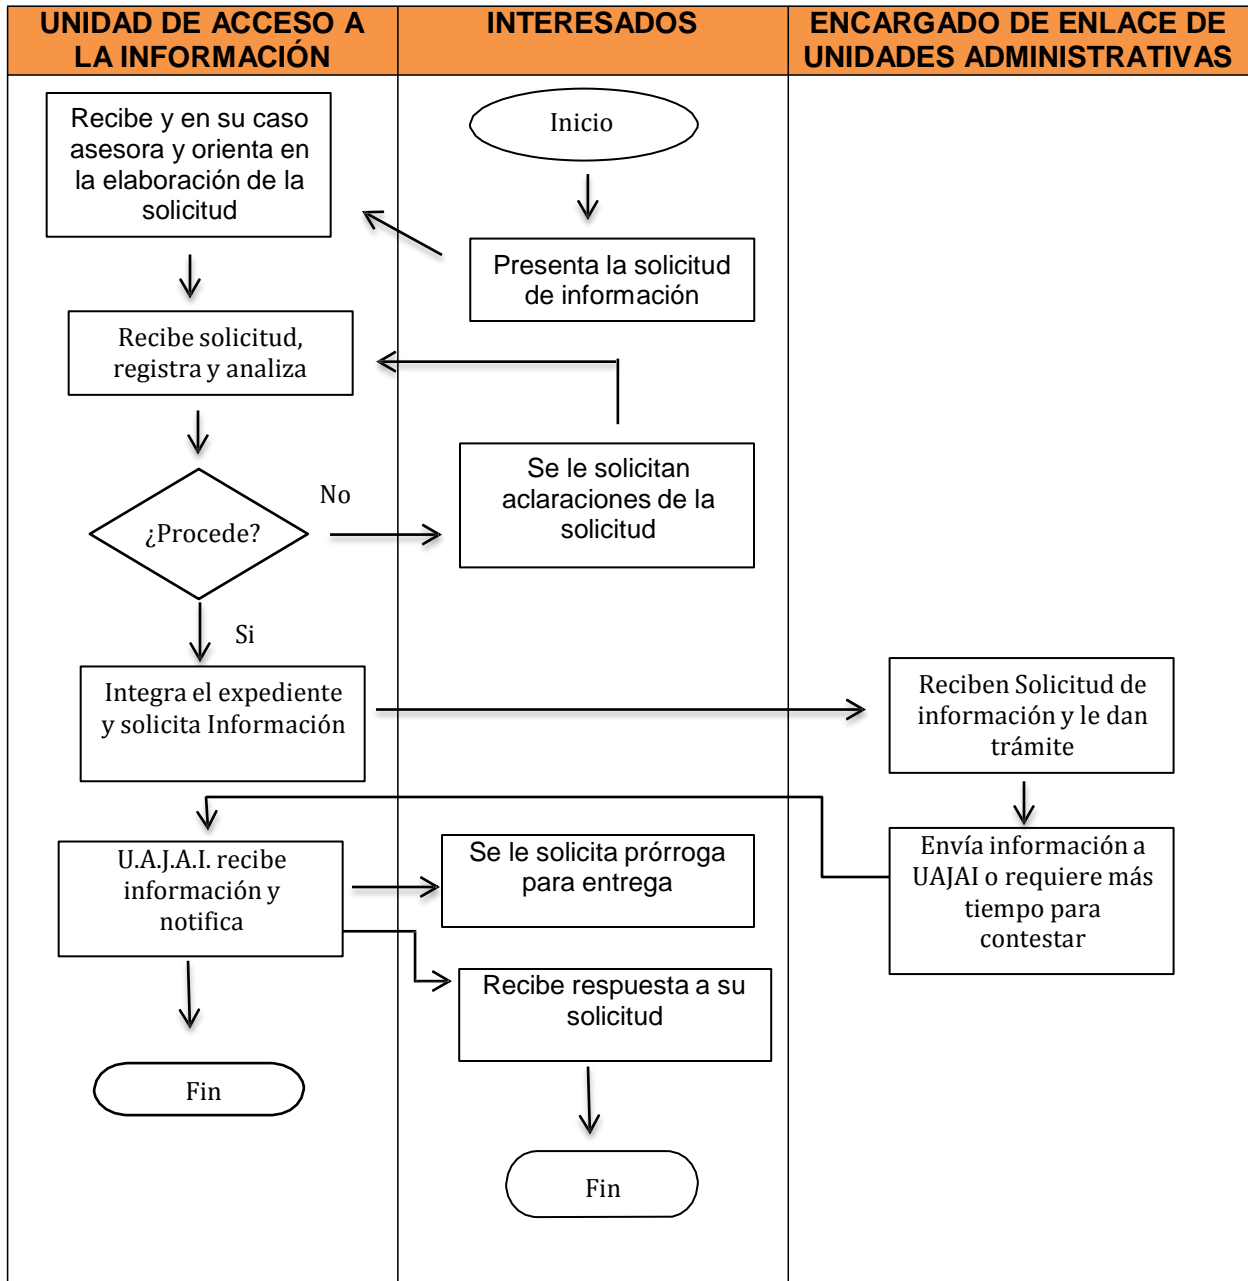 UNIDAD DE ACCESO A
LA INFORMACIÓN
INTERESADOS
ENCARGADO DE ENLACE DE
UNIDADES ADMINISTRATIVAS
Inicio
Presenta la solicitud
de información
Recibe y en su caso
asesora y orienta en
la elaboración de la
solicitud
Recibe solicitud,
registra y analiza
¿Procede?
No
Se le solicitan
aclaraciones de la
solicitud
Si
Integra el expediente
y solicita Información
Reciben Solicitud de
información y le dan
trámite
Envía información a
UAJAI o requiere más
tiempo para
contestar
U.A.J.A.I. recibe
información y
notifica
Se le solicita prórroga
para entrega
Recibe respuesta a su
solicitud
Fin
Fin